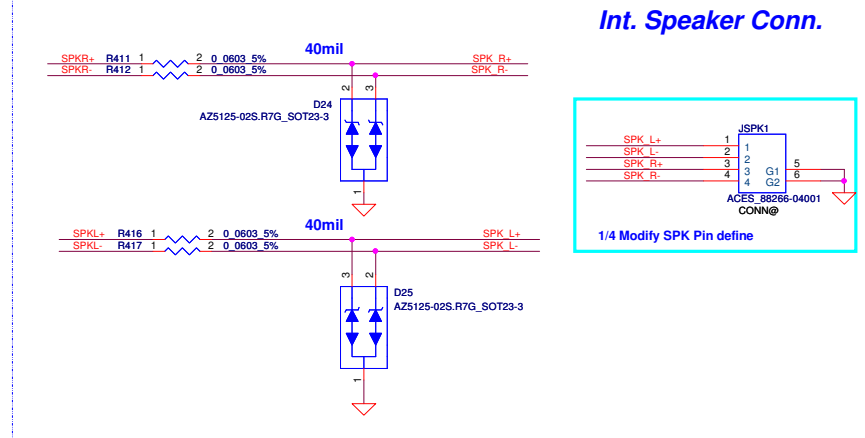 Int. Speaker Conn.
40mil
SPKR+ R411 1 2 0_0603_5% SPK_R+
SPKR- R412 1 2 0_0603_5% SPK_R-
2 3
D24
AZ5125-02S.R7G_SOT23-3
1
JSPK1
SPK_L+ 1 1
SPK_L- 2 2
SPK_R+ 3 3 G1 5
SPK_R- 4 4 G2 6
ACES_88266-04001
CONN@
1/4 Modify SPK Pin define
40mil
SPKL+ R416 1 2 0_0603_5% SPK_L+
SPKL- R417 1 2 0_0603_5% SPK_L-
3 2
D25
AZ5125-02S.R7G_SOT23-3
1